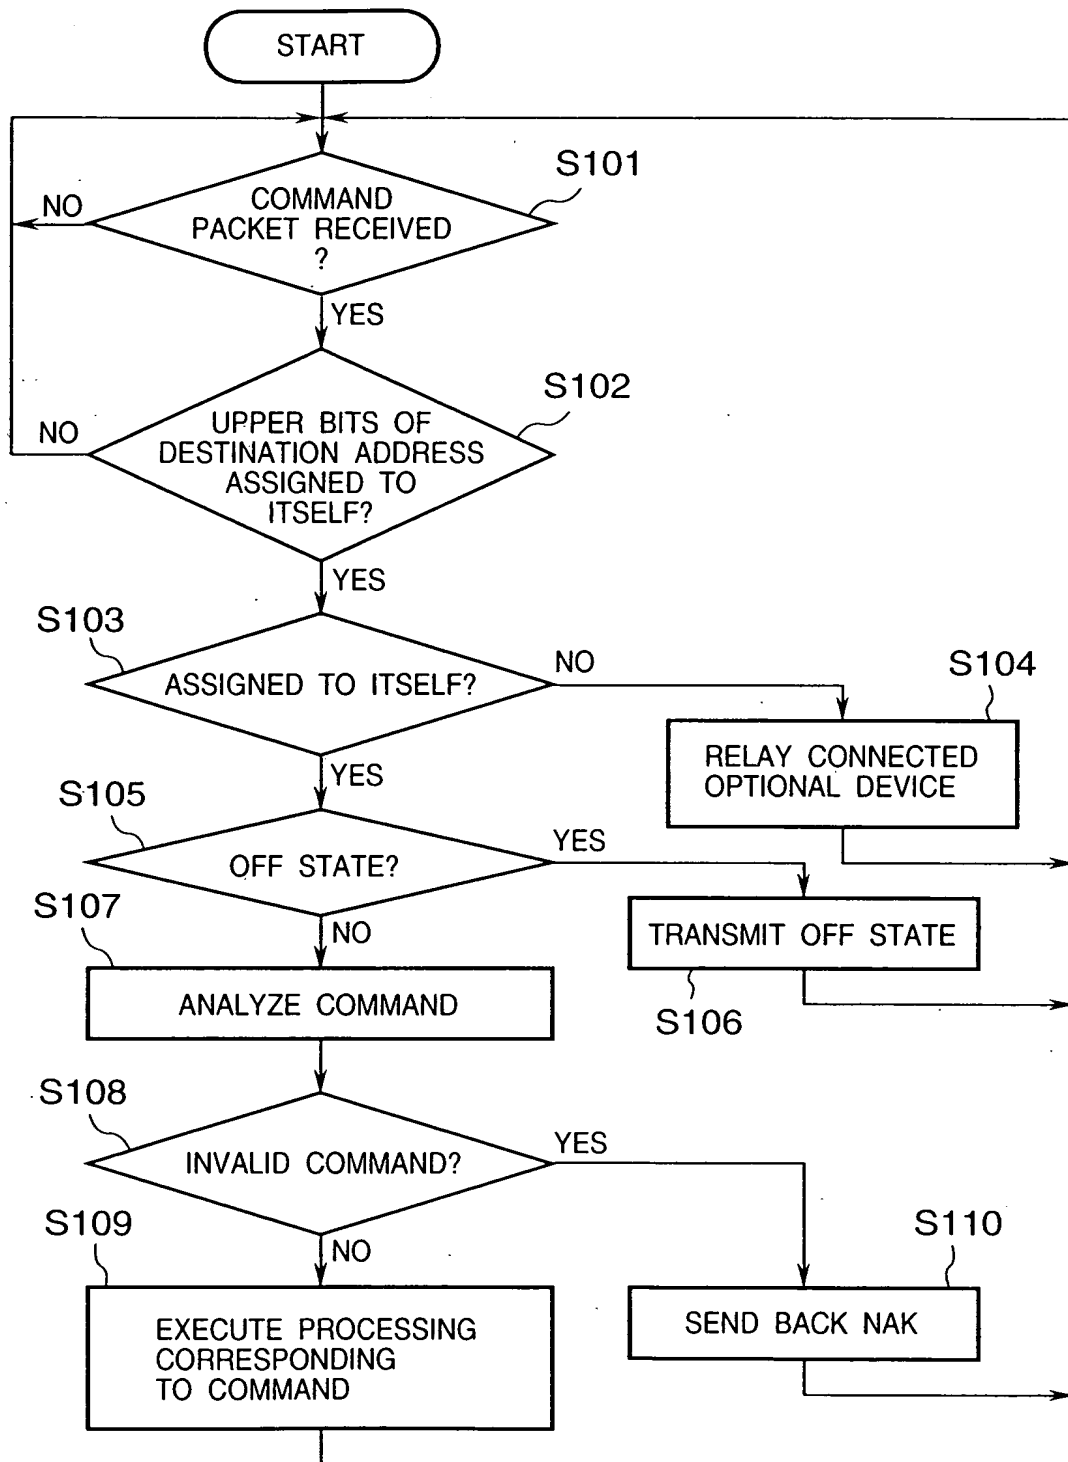 START
S101
COMMAND
PACKET RECEIVED
?
NO
YES
S102
UPPER BITS OF
DESTINATION ADDRESS
ASSIGNED TO
ITSELF?
NO
YES
S103
ASSIGNED TO ITSELF?
NO
S104
RELAY CONNECTED
OPTIONAL DEVICE
YES
S105
OFF STATE?
YES
TRANSMIT OFF STATE
S106
NO
S107
ANALYZE COMMAND
S108
INVALID COMMAND?
YES
NO
S109
EXECUTE PROCESSING
CORRESPONDING
TO COMMAND
S110
SEND BACK NAK